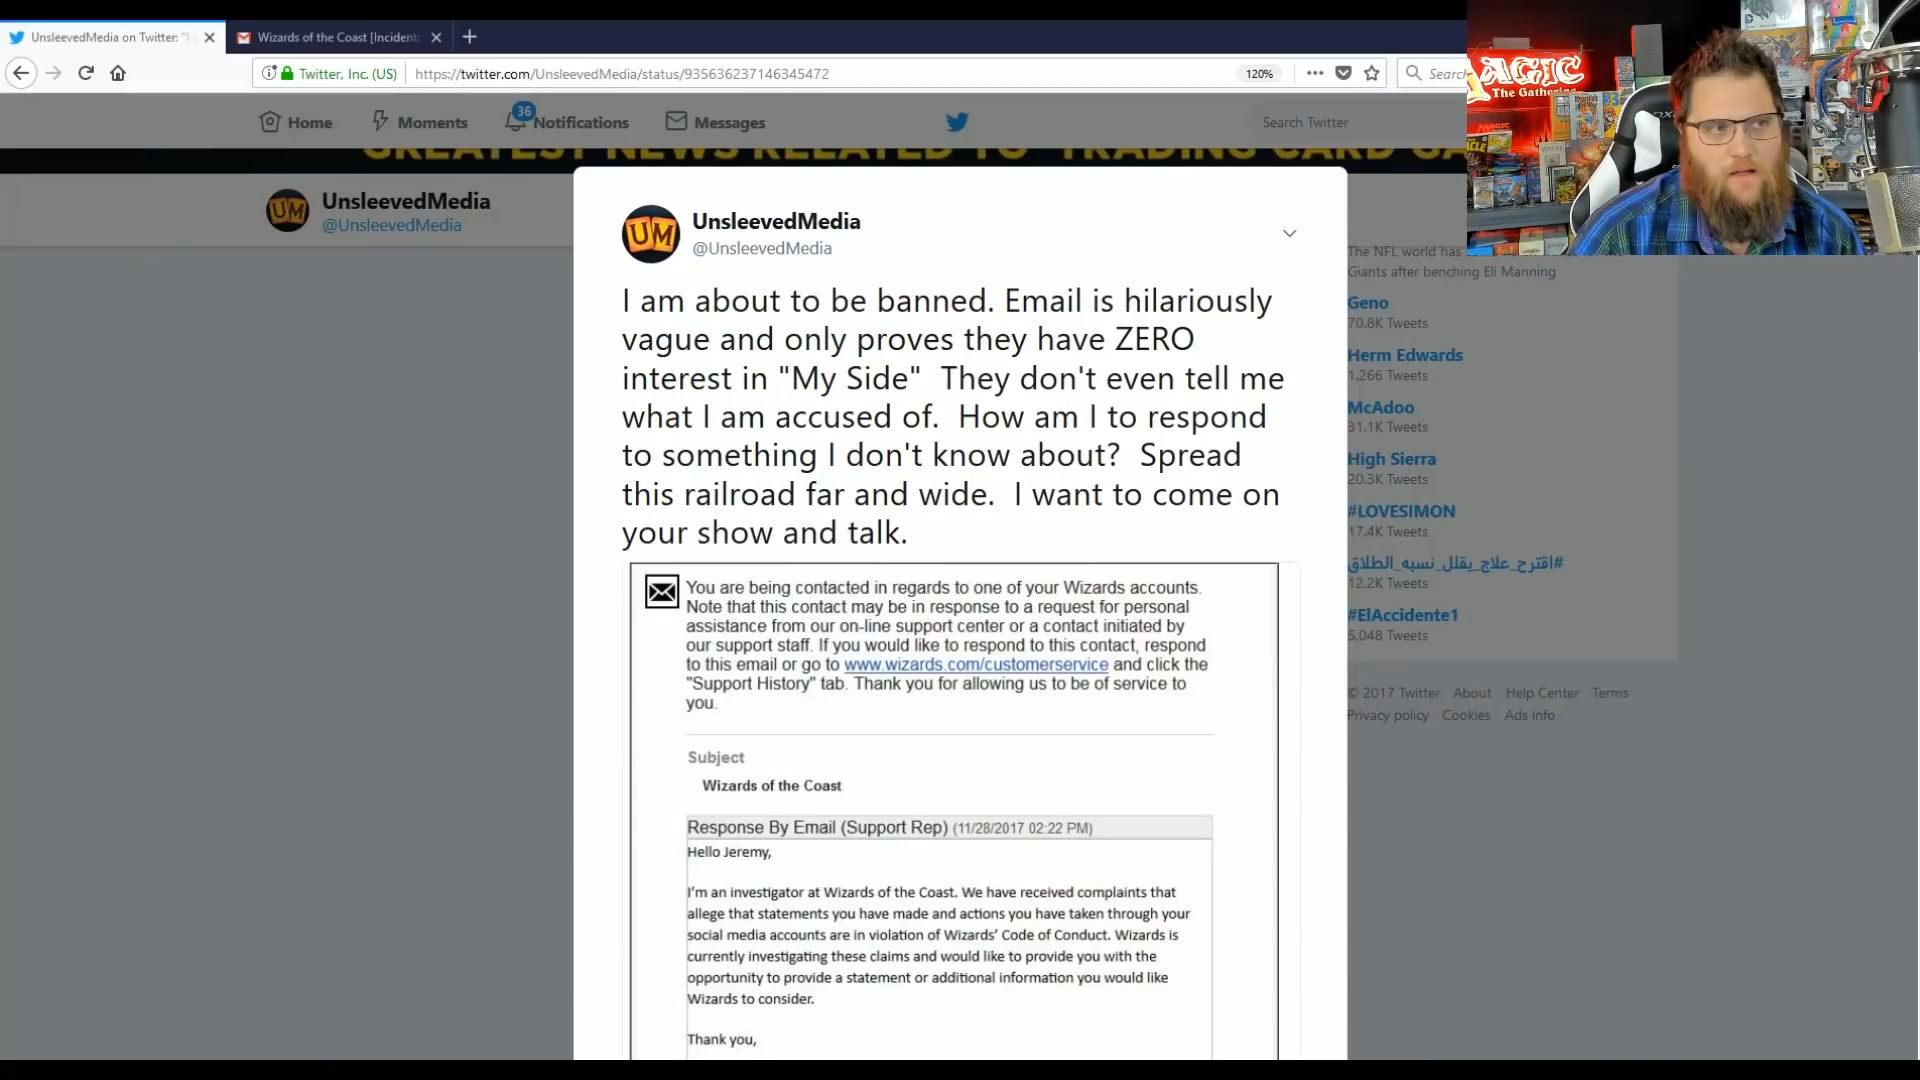 UnsleevedMedia on Twitter: "I
Wizards of the Coast [Incident:
Twitter, Inc. (US)
https://twitter.com/UnsleevedMedia/status/935636237146345472
120%
Search
Home
Moments
36
Notifications
Messages
Search Twitter
GREATEST NEWS RELATED TO TRADING CARD GA
UnsleevedMedia
@UnsleevedMedia
UM
UM
UnsleevedMedia
@UnsleevedMedia
I am about to be banned. Email is hilariously
vague and only proves they have ZERO
interest in "My Side"  They don't even tell me
what I am accused of.  How am I to respond
to something I don't know about?  Spread
this railroad far and wide.  I want to come on
your show and talk.
You are being contacted in regards to one of your Wizards accounts.
Note that this contact may be in response to a request for personal
assistance from our on-line support center or a contact initiated by
our support staff. If you would like to respond to this contact, respond
to this email or go to www.wizards.com/customerservice and click the
"Support History" tab. Thank you for allowing us to be of service to
you.
Subject
Wizards of the Coast
Response By Email (Support Rep) (11/28/2017 02:22 PM)
Hello Jeremy,
I'm an investigator at Wizards of the Coast. We have received complaints that
allege that statements you have made and actions you have taken through your
social media accounts are in violation of Wizards' Code of Conduct. Wizards is
currently investigating these claims and would like to provide you with the
opportunity to provide a statement or additional information you would like
Wizards to consider.
Thank you,
MAGIC
The Gathering
The NFL world has
Giants after benching Eli Manning
Geno
70.8K Tweets
Herm Edwards
1,266 Tweets
McAdoo
31.1K Tweets
High Sierra
20.3K Tweets
#LOVESIMON
17.4K Tweets
#اقترح_علاج_يقلل_نسبه_الطلاق
12.2K Tweets
#ElAccidente1
5,048 Tweets
© 2017 Twitter About Help Center Terms
Privacy policy Cookies Ads info